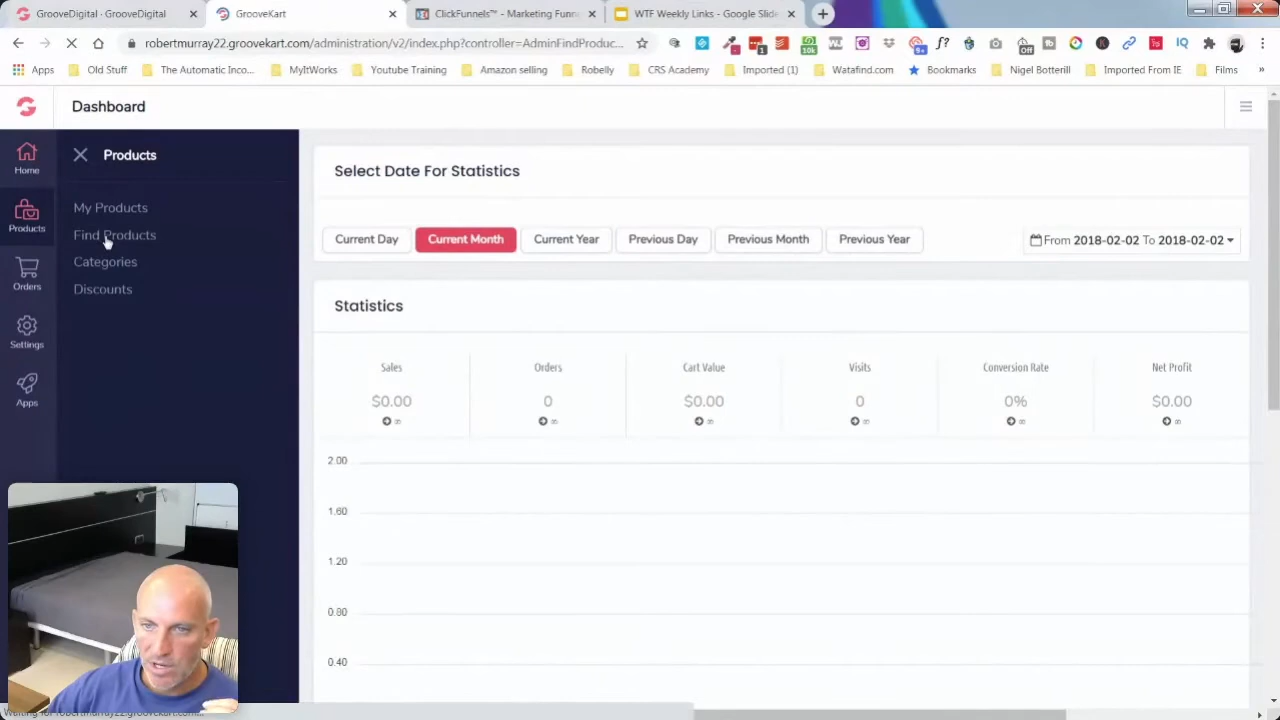 GrooveDigital - GrooveDigital
GrooveKart
ClickFunnels™ - Marketing Funn
WTF Weekly Links - Google Slide
robertmurray22.groovekart.com/administration/v2/index.php?controller=AdminFindProduc...
Apps
Old Stuff
The Automatic Inco...
MyItWorks
Youtube Training
Amazon selling
Robelly
CRS Academy
Imported (1)
Watafind.com
Bookmarks
Nigel Botterill
Imported From IE
Films
Dashboard
Home
Products
Orders
Settings
Apps
Products
My Products
Find Products
Categories
Discounts
Select Date For Statistics
Current Day
Current Month
Current Year
Previous Day
Previous Month
Previous Year
From 2018-02-02 To 2018-02-02
Statistics
Sales
Orders
Cart Value
Visits
Conversion Rate
Net Profit
$0.00
0
$0.00
0
0%
$0.00
2.00
1.60
1.20
0.80
0.40